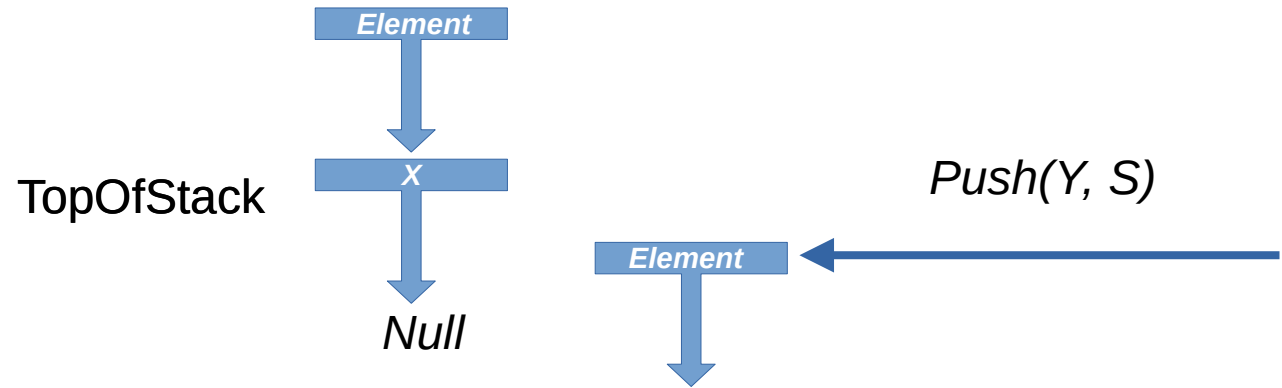 Element
X
TopOfStack
Null
Push(Y, S)
Element